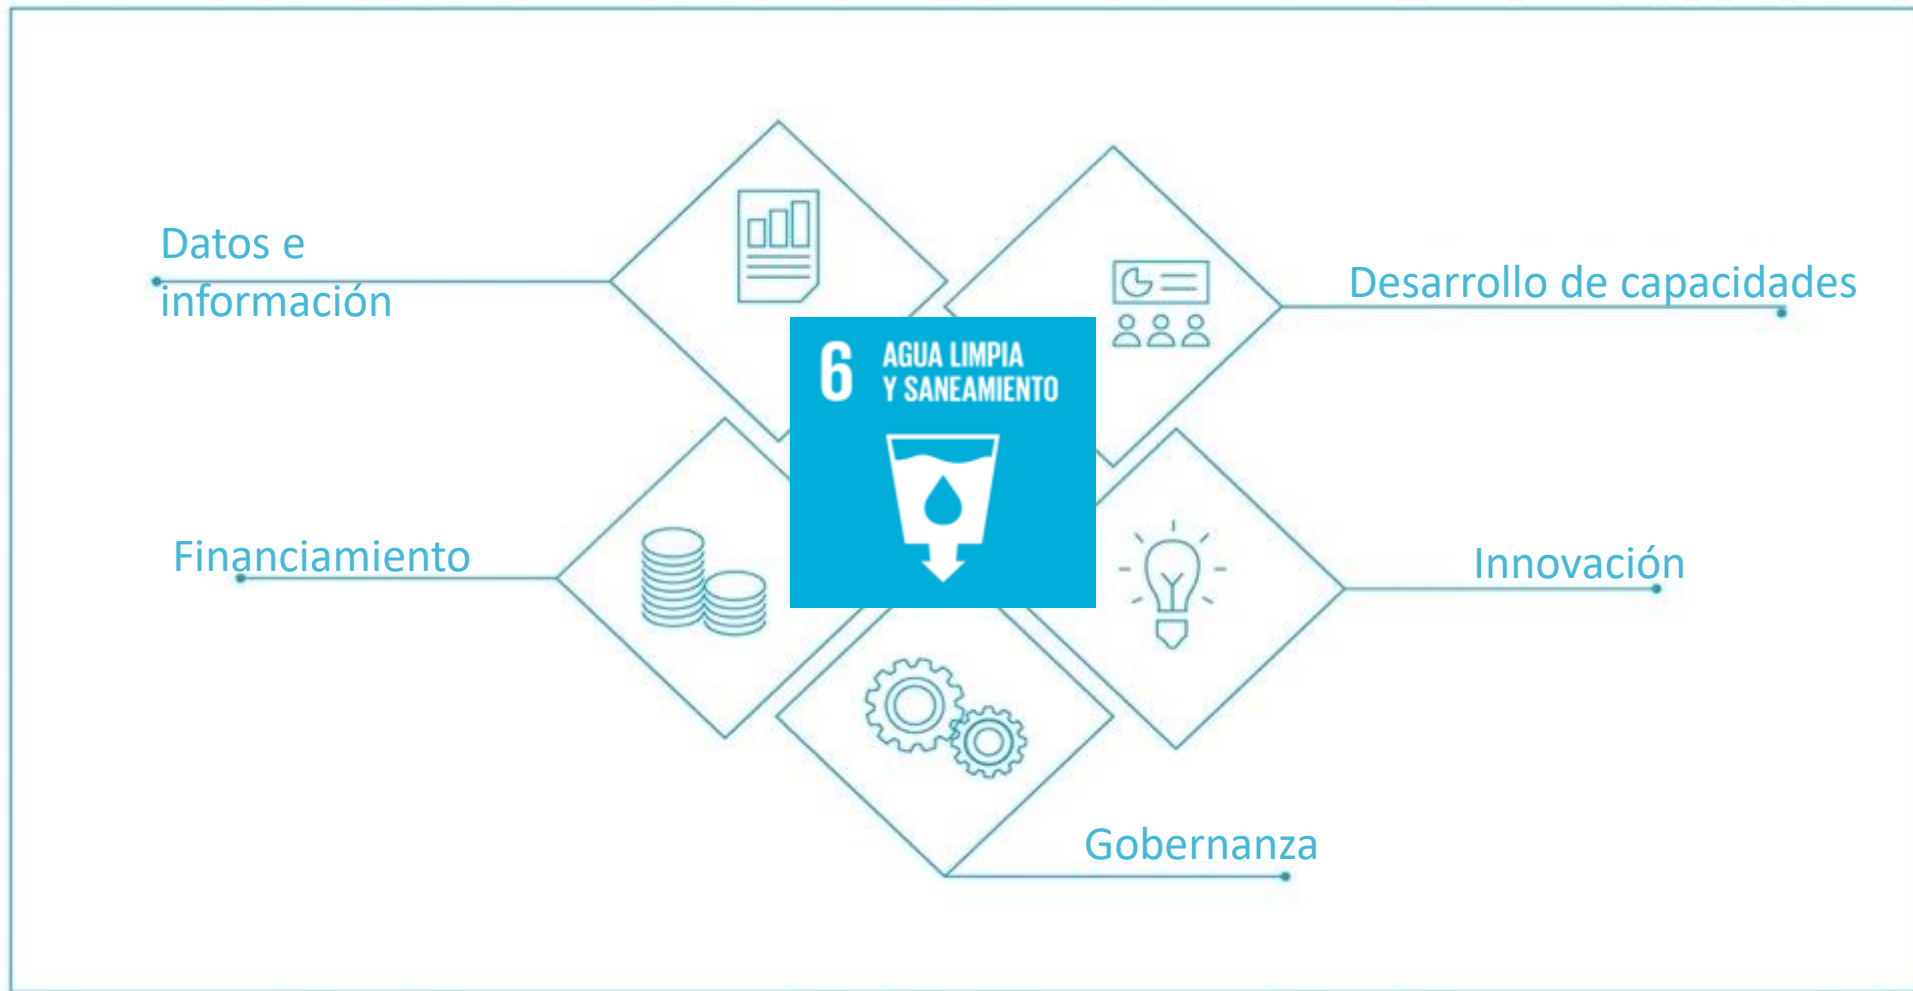 Datos e
información
Desarrollo de capacidades
6 AGUA LIMPIA
Y SANEAMIENTO
Financiamiento
Innovación
Gobernanza